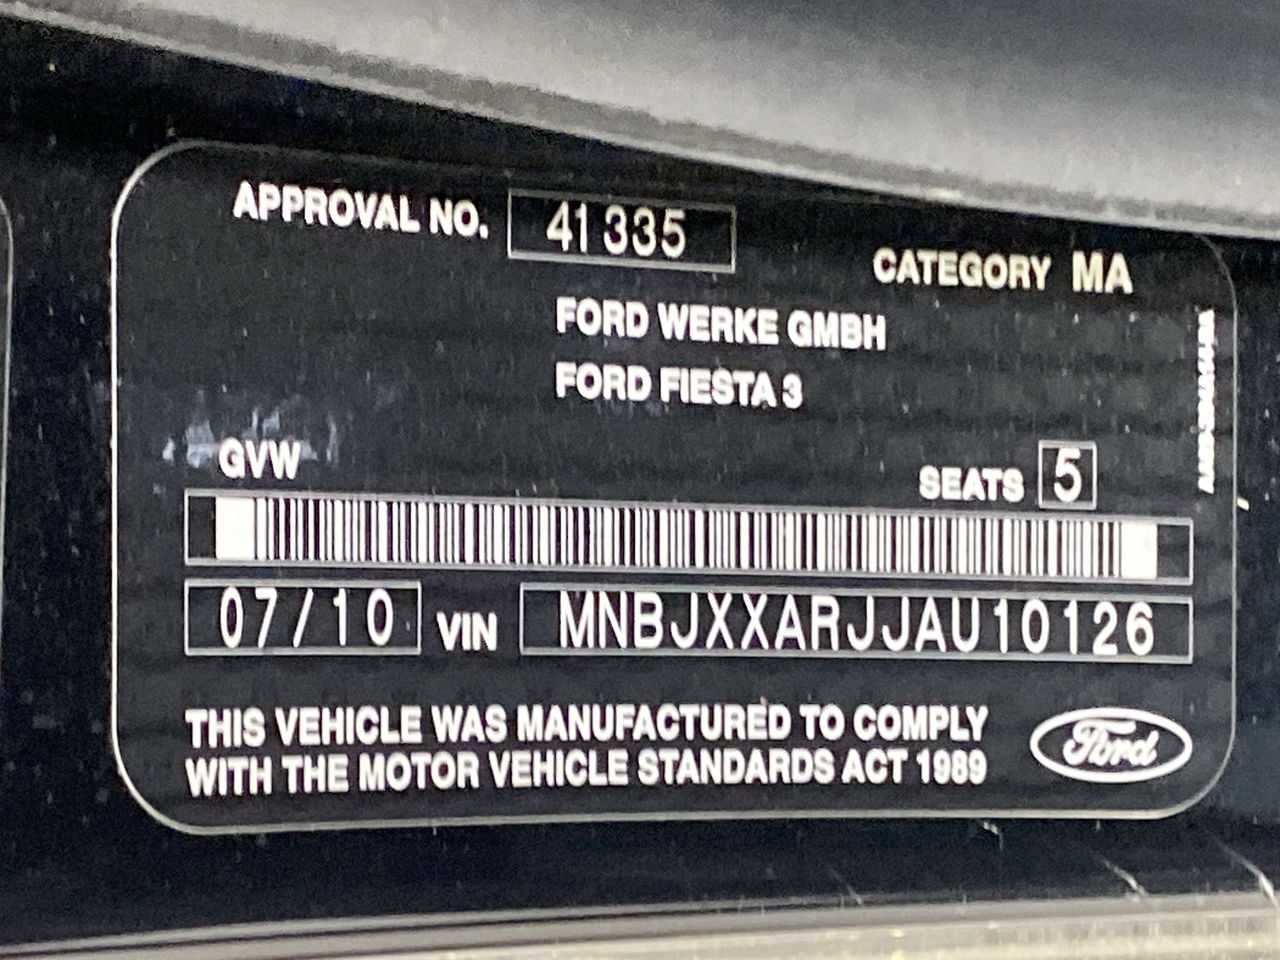 APPROVAL NO. 41335
CATEGORY MA
FORD WERKE GMBH
FORD FIESTA 3
GVW
SEATS 5
07/10 VIN MNBJXXARJJAU10126
THIS VEHICLE WAS MANUFACTURED TO COMPLY
WITH THE MOTOR VEHICLE STANDARDS ACT 1989
Ford